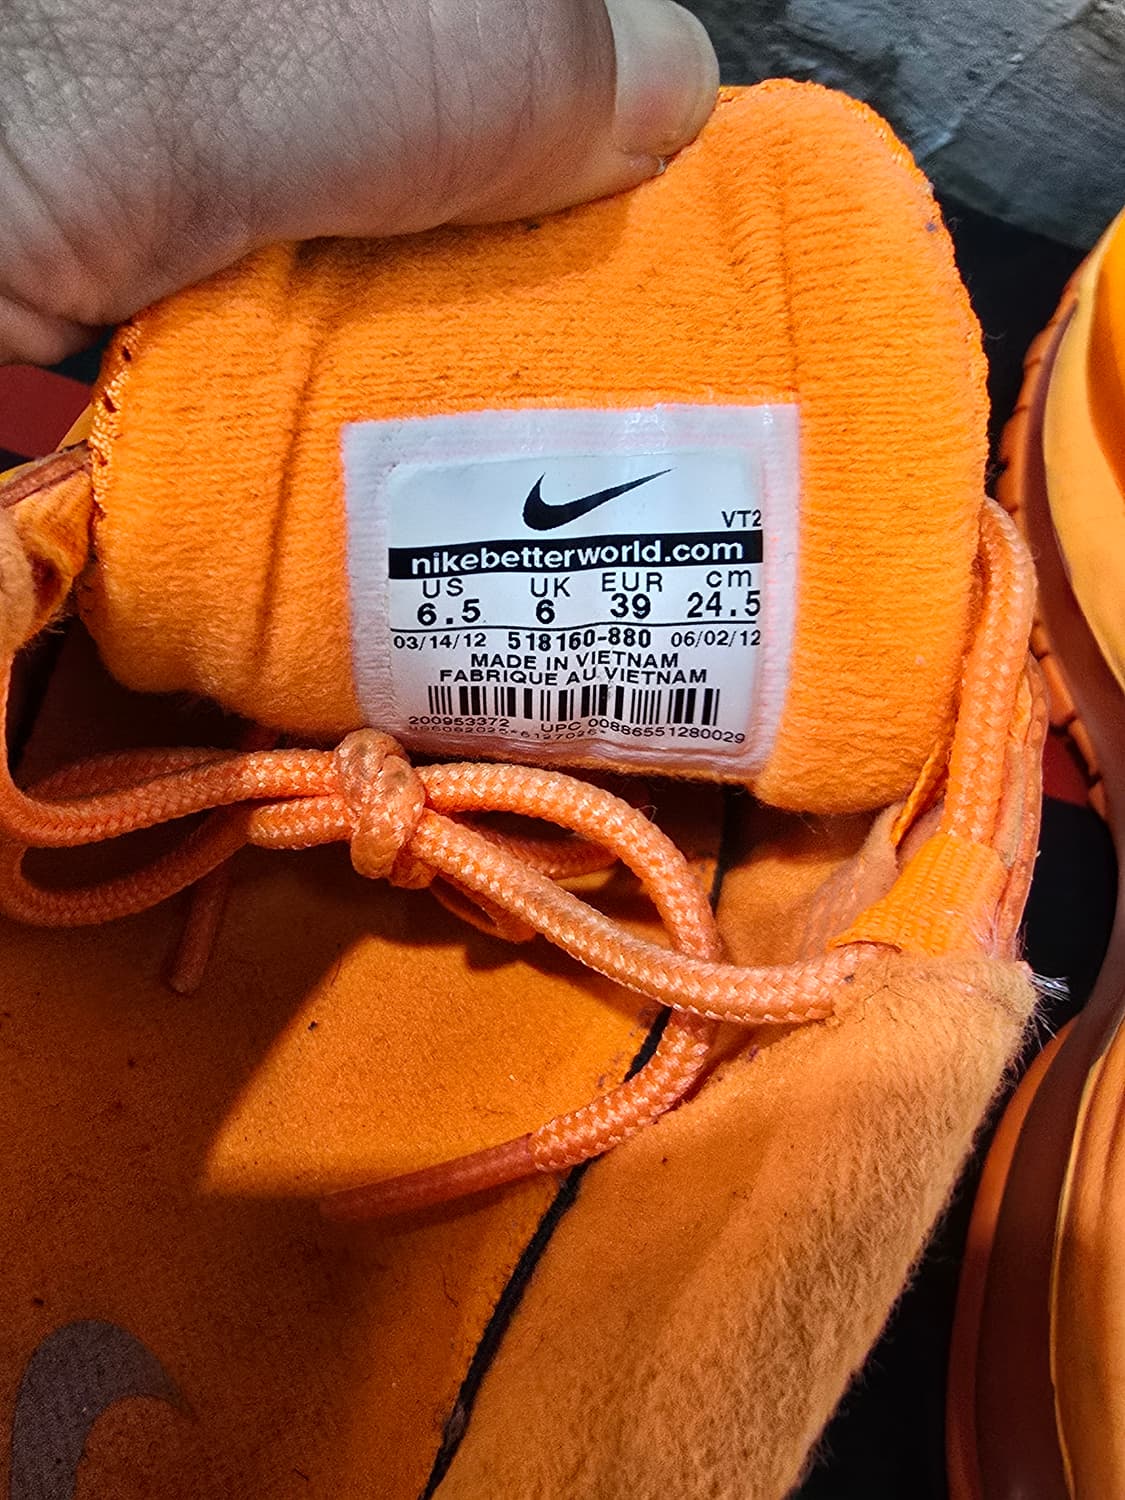 VT2
nikebetterworld.com
US UK EUR cm
6.5 6 39 24.5
03/14/12 518160-880 06/02/12
MADE IN VIETNAM
FABRIQUE AU VIETNAM
200953372 UPC 00886551280029